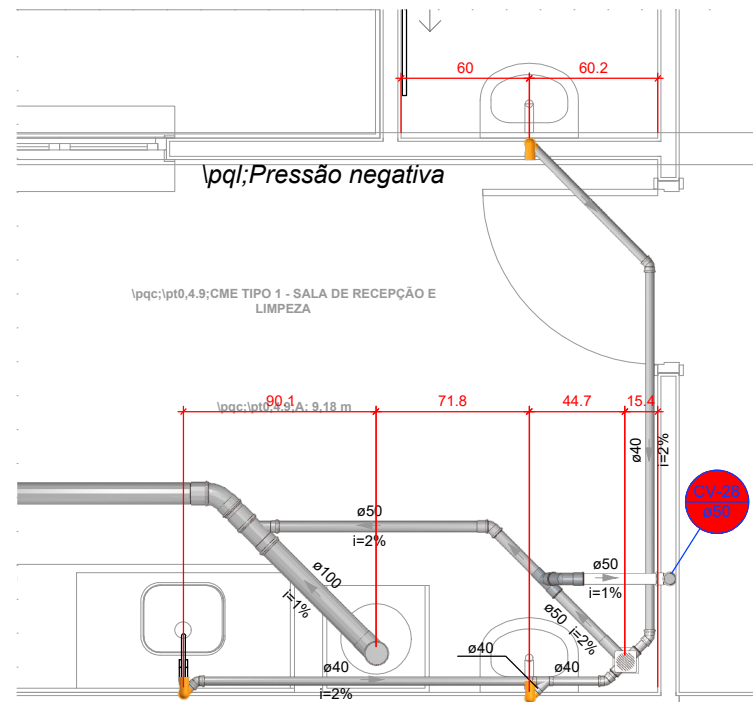 60
60.2
\pql;Pressão negativa
\pqc;\pt0,4.9;CME TIPO 1 - SALA DE RECEPÇÃO E
LIMPEZA
90.1
71.8
44.7
15.4
\pqc;\pt0,4.9;A: 9,18 m
ø40
i=2%
CV-28
ø50
ø50
i=2%
ø50
i=1%
ø100
i=1%
ø50
i=2%
ø40
ø40
i=2%
ø40